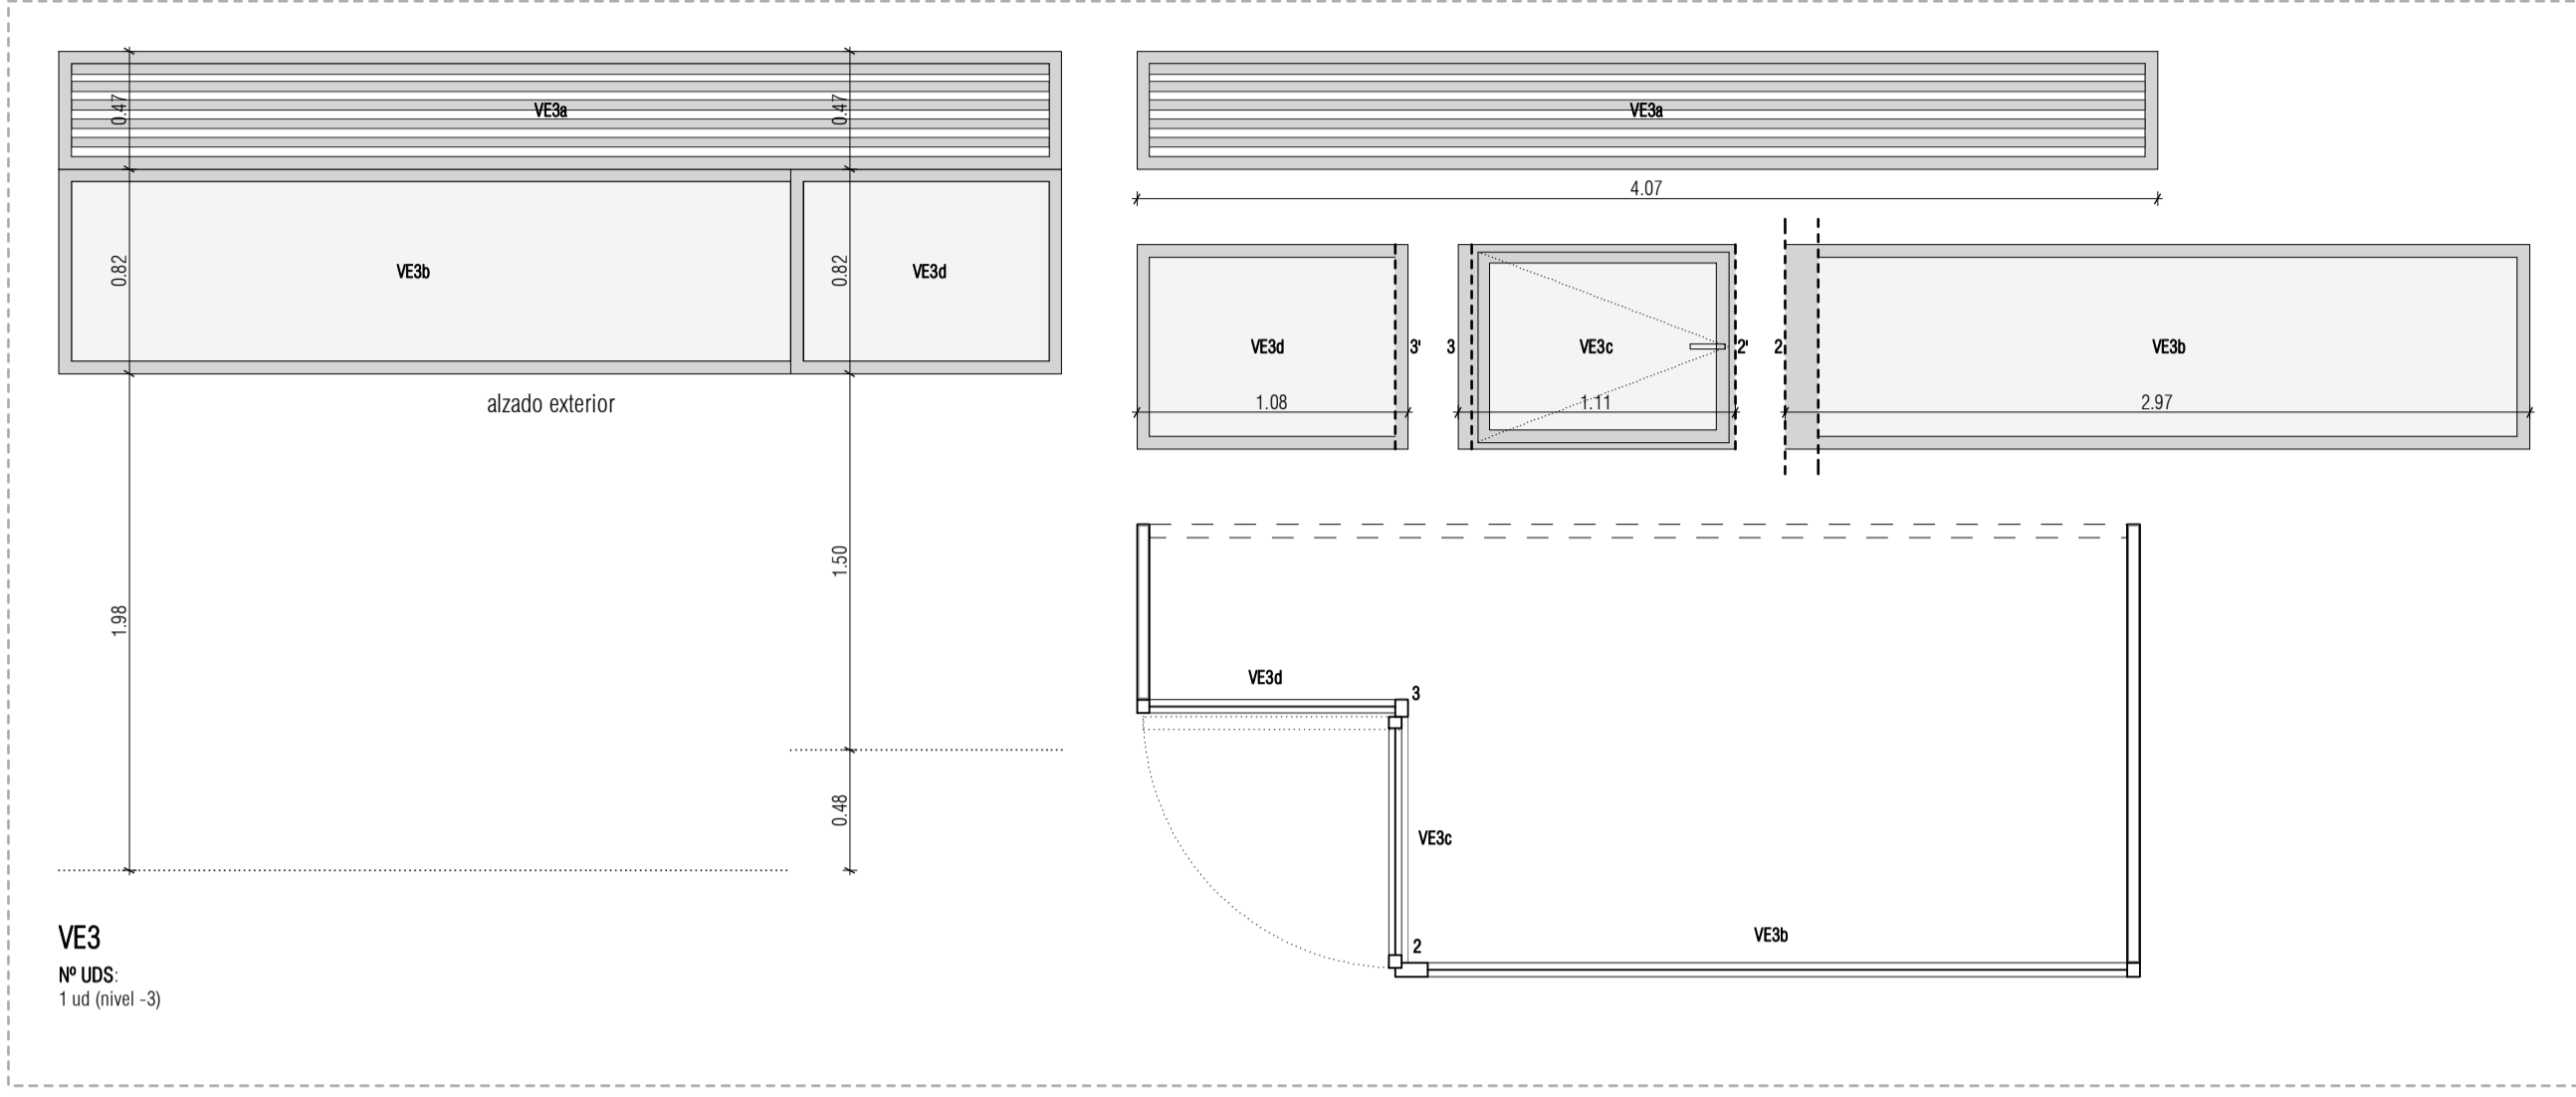 0.47
VE3a
0.47
0.82
VE3b
0.82
VE3d
alzado exterior
1.98
1.50
0.48
VE3
Nº UDS:
1 ud (nivel -3)
VE3a
4.07
VE3d
3'
3
VE3c
2'
2
VE3b
1.08
1.11
2.97
VE3d
3
VE3c
2
VE3b